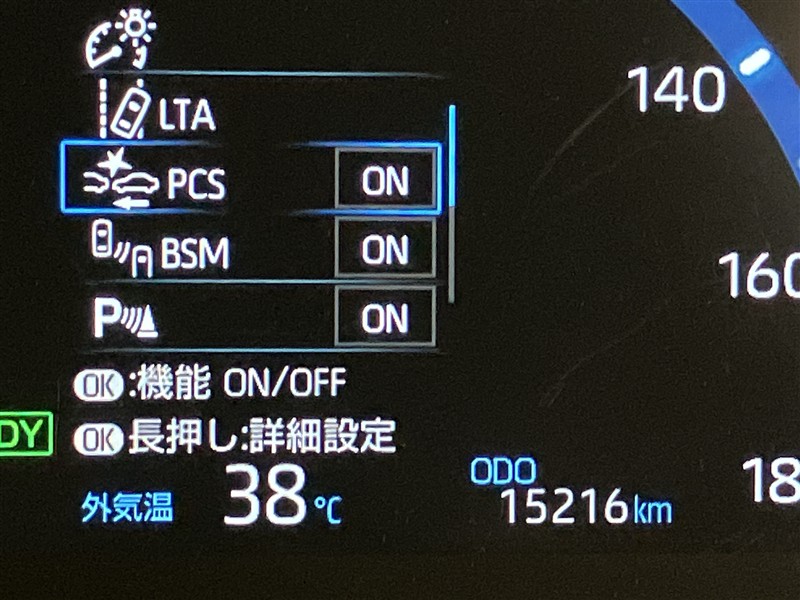 LTA
PCS ON
BSM ON
P ON
OK:機能 ON/OFF
OK長押し:詳細設定
DY
外気温 38℃
ODO
15216km
140
160
18